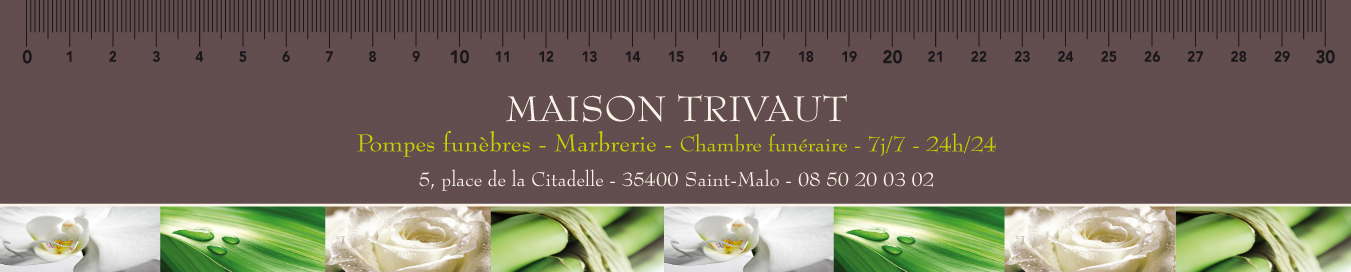 0 1 2 3 4 5 6 7 8 9 10 11 12 13 14 15 16 17 18 19 20 21 22 23 24 25 26 27 28 29 30
MAISON TRIVAUT
Pompes funèbres - Marbrerie - Chambre funéraire - 7j/7 - 24h/24
5, place de la Citadelle - 35400 Saint-Malo - 08 50 20 03 02